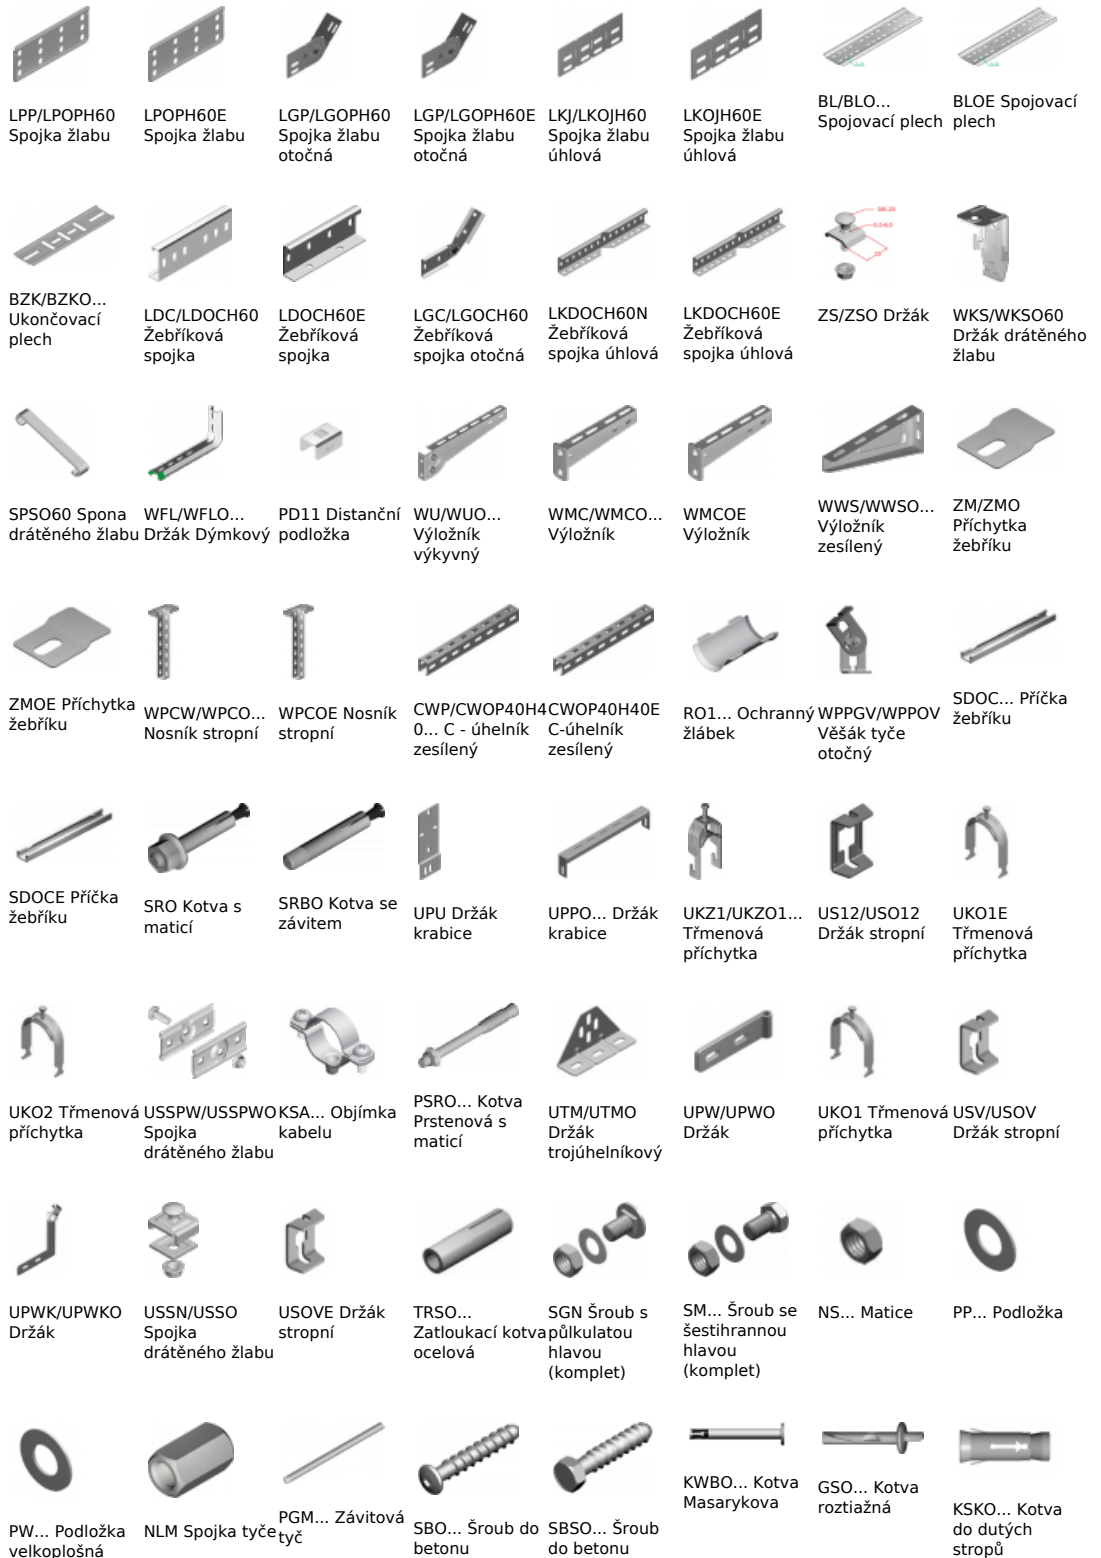 LPP/LPOPH60
Spojka žlabu
LPOPH60E
Spojka žlabu
LGP/LGOPH60
Spojka žlabu
otočná
LGP/LGOPH60E
Spojka žlabu
otočná
LKJ/LKOJH60
Spojka žlabu
úhlová
LKOJH60E
Spojka žlabu
úhlová
BL/BLO...
Spojovací plech
BLOE Spojovací
plech
BZK/BZKO...
Ukončovací
plech
LDC/LDOCH60
Žebříková
spojka
LDOCH60E
Žebříková
spojka
LGC/LGOCH60
Žebříková
spojka otočná
LKDOCH60N
Žebříková
spojka úhlová
LKDOCH60E
Žebříková
spojka úhlová
ZS/ZSO Držák
WKS/WKSO60
Držák drátěného
žlabu
SPSO60 Spona
drátěného žlabu
WFL/WFLO...
Držák Dýmkový
PD11 Distanční
podložka
WU/WUO...
Výložník
výkyvný
WMC/WMCO...
Výložník
WMCOE
Výložník
WWS/WWSO...
Výložník
zesílený
ZM/ZMO
Příchytka
žebříku
ZMOE Příchytka
žebříku
WPCW/WPCO...
Nosník stropní
WPCOE Nosník
stropní
CWP/CWOP40H4
0... C - úhelník
zesílený
CWOP40H40E
C-úhelník
zesílený
RO1... Ochranný
žlábek
WPPGV/WPPOV
Věšák tyče
otočný
SDOC... Příčka
žebříku
SDOCE Příčka
žebříku
SRO Kotva s
maticí
SRBO Kotva se
závitem
UPU Držák
krabice
UPPO... Držák
krabice
UKZ1/UKZO1...
Třmenová
příchytka
US12/USO12
Držák stropní
UKO1E
Třmenová
příchytka
UKO2 Třmenová
příchytka
USSPW/USSPWO
Spojka
drátěného žlabu
KSA... Objímka
kabelu
PSRO... Kotva
Prstenová s
maticí
UTM/UTMO
Držák
trojúhelníkový
UPW/UPWO
Držák
UKO1 Třmenová
příchytka
USV/USOV
Držák stropní
UPWK/UPWKO
Držák
USSN/USSO
Spojka
drátěného žlabu
USOVE Držák
stropní
TRSO...
Zatloukací kotva
ocelová
SGN Šroub s
půlkulatou
hlavou
(komplet)
SM... Šroub se
šestihrannou
hlavou
(komplet)
NS... Matice
PP... Podložka
PW... Podložka
velkoplošná
NLM Spojka tyče
PGM... Závitová
tyč
SBO... Šroub do
betonu
SBSO... Šroub
do betonu
KWBO... Kotva
Masarykova
GSO... Kotva
roztiažná
KSKO... Kotva
do dutých
stropů